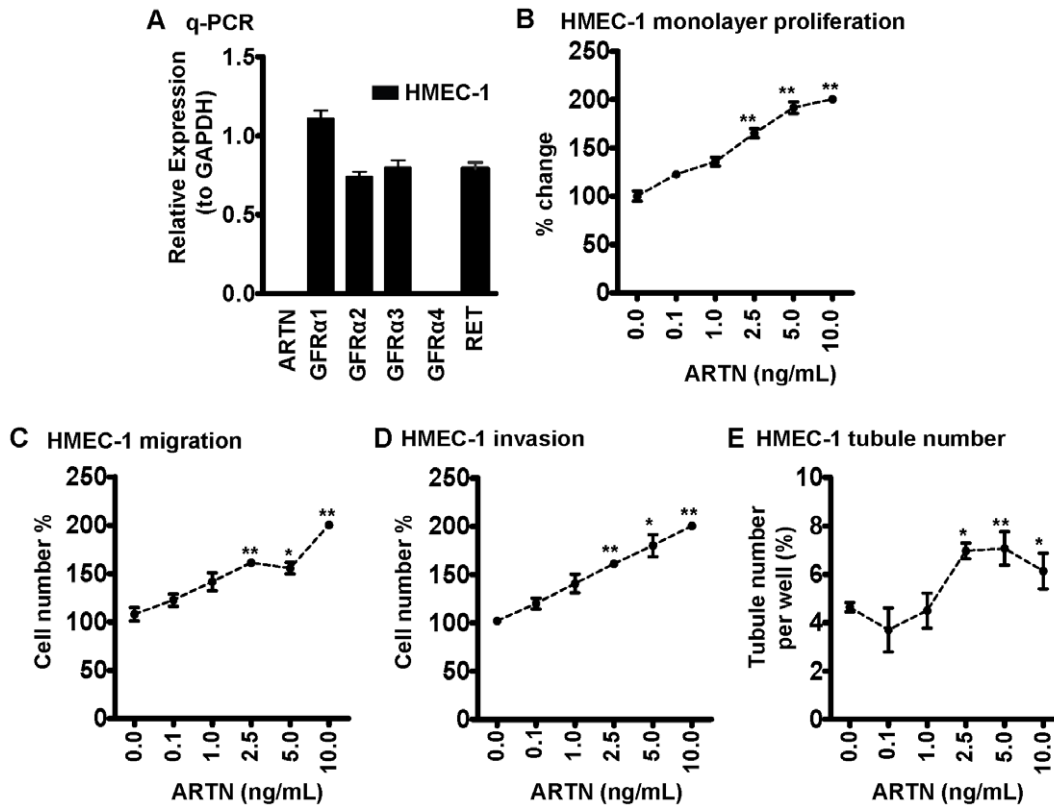 A q-PCR
Relative Expression
(to GAPDH)
1.5
1.0
0.5
0.0
HMEC-1
ARTN
GFRα1
GFRα2
GFRα3
GFRα4
RET
B HMEC-1 monolayer proliferation
% change
250
200
150
100
50
0
** ** **
0.0 0.1 1.0 2.5 5.0 10.0
ARTN (ng/mL)
C HMEC-1 migration
Cell number %
250
200
150
100
50
0
** * **
0.0 0.1 1.0 2.5 5.0 10.0
ARTN (ng/mL)
D HMEC-1 invasion
Cell number %
250
200
150
100
50
0
** * **
0.0 0.1 1.0 2.5 5.0 10.0
ARTN (ng/mL)
E HMEC-1 tubule number
Tubule number
per well (%)
10
8
6
4
2
0
* ** *
0.0 0.1 1.0 2.5 5.0 10.0
ARTN (ng/mL)